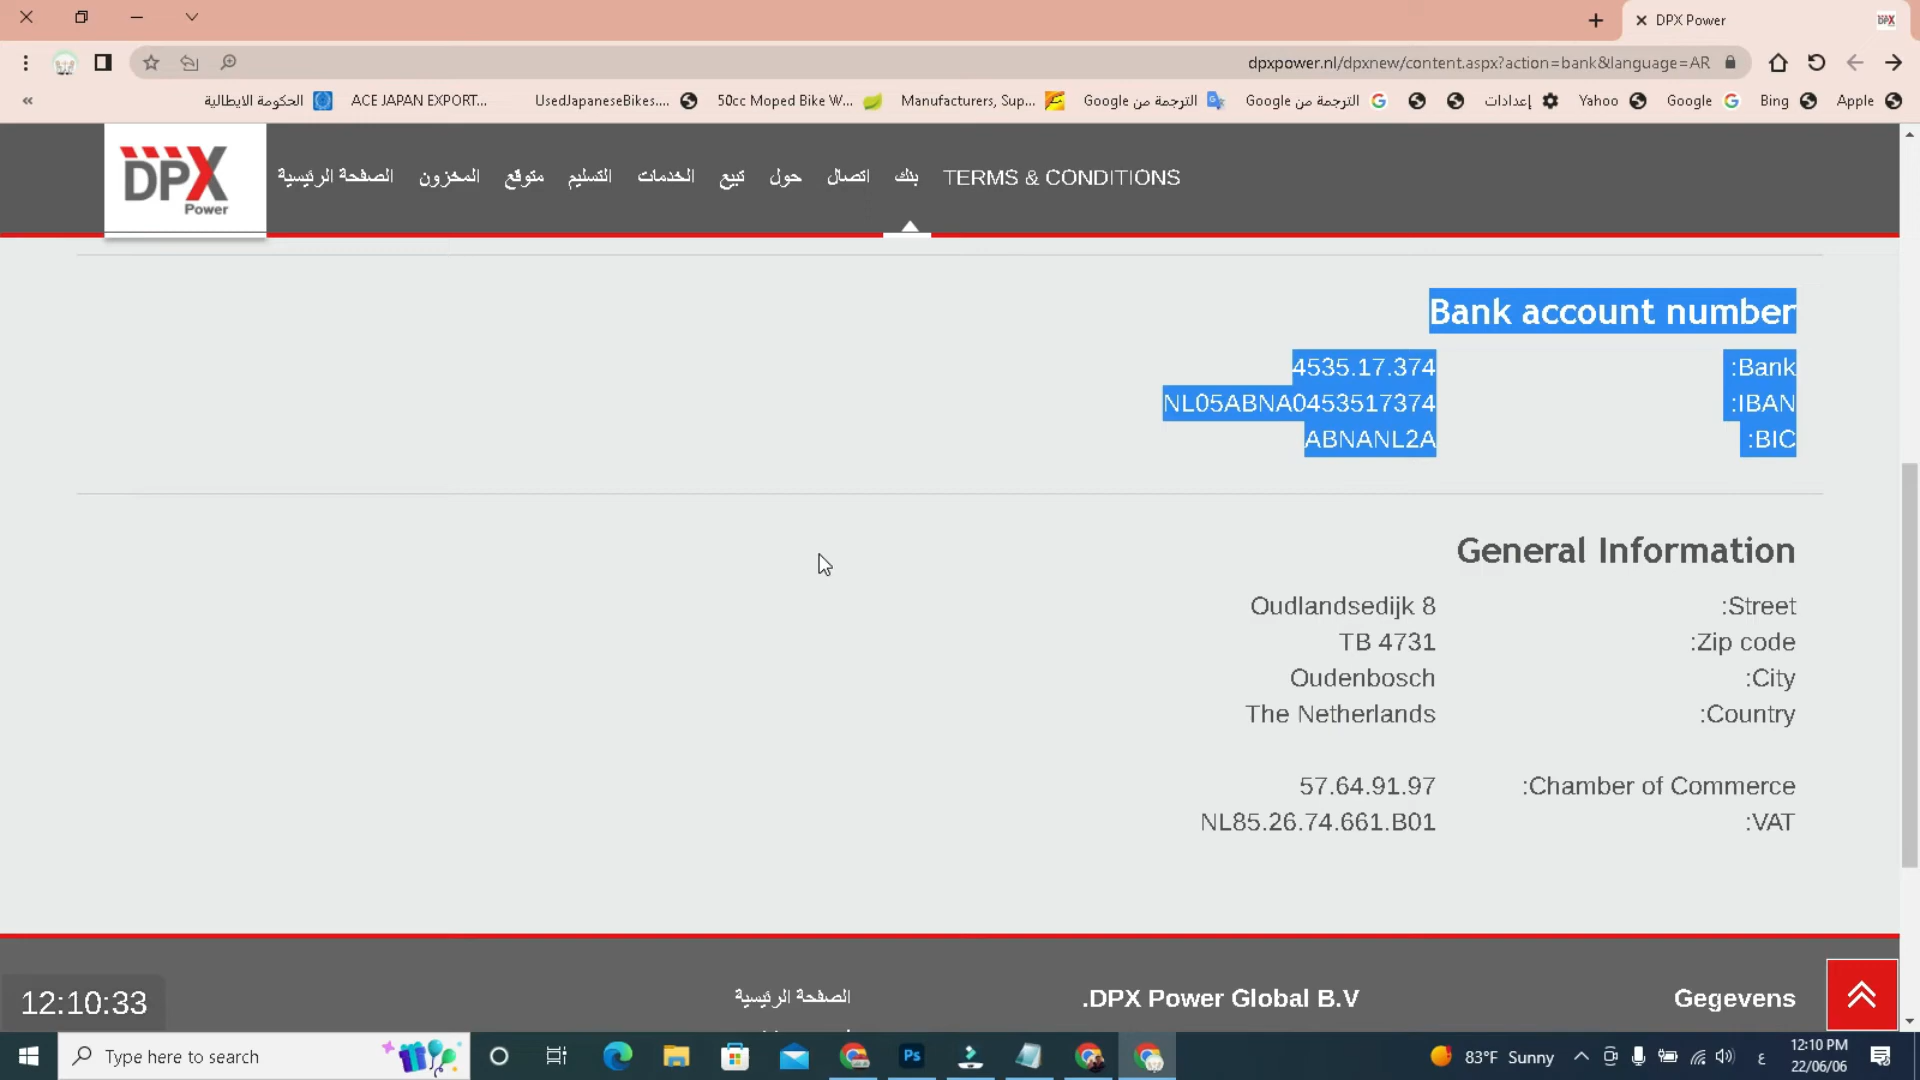 DPX Power
dpxpower.nl/dpxnew/content.aspx?action=bank&language=AR
الحكومة الايطالية
ACE JAPAN EXPORT...
UsedJapaneseBikes....
50cc Moped Bike W...
Manufacturers, Sup...
الترجمة من Google
الترجمة من Google
إعدادات
Yahoo
Google
Bing
Apple
DPX
Power
الصفحة الرئيسية
المخزون
متوقع
التسليم
الخدمات
تبيع
حول
اتصال
بنك
TERMS & CONDITIONS
Bank account number
4535.17.374 :Bank
NL05ABNA0453517374 :IBAN
ABNANL2A :BIC
General Information
Oudlandsedijk 8 :Street
TB 4731 :Zip code
Oudenbosch :City
The Netherlands :Country
57.64.91.97 :Chamber of Commerce
NL85.26.74.661.B01 :VAT
الصفحة الرئيسية
.DPX Power Global B.V
Gegevens
12:10:33
Type here to search
Ps
83°F Sunny
ع
12:10 PM
22/06/06